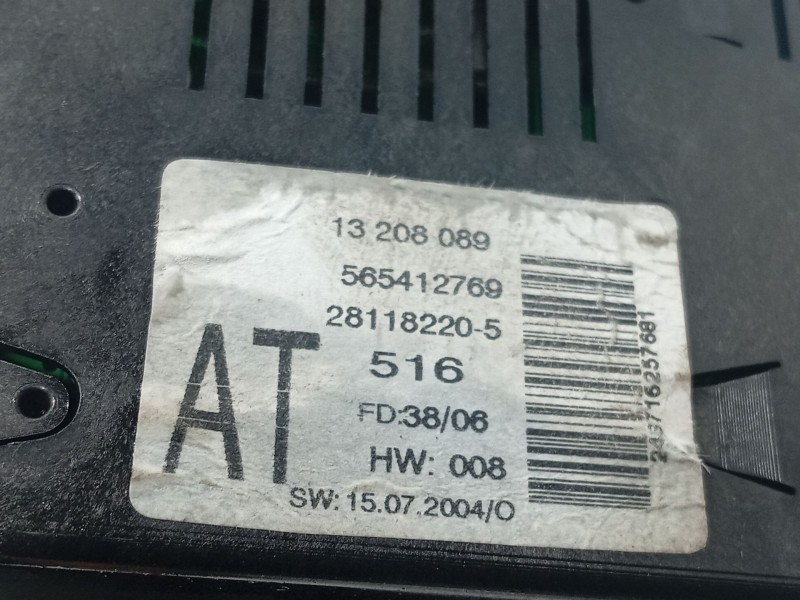 13 208 089
565412769
28118220-5
AT
516
FD:38/06
HW: 008
SW: 15.07.2004/O